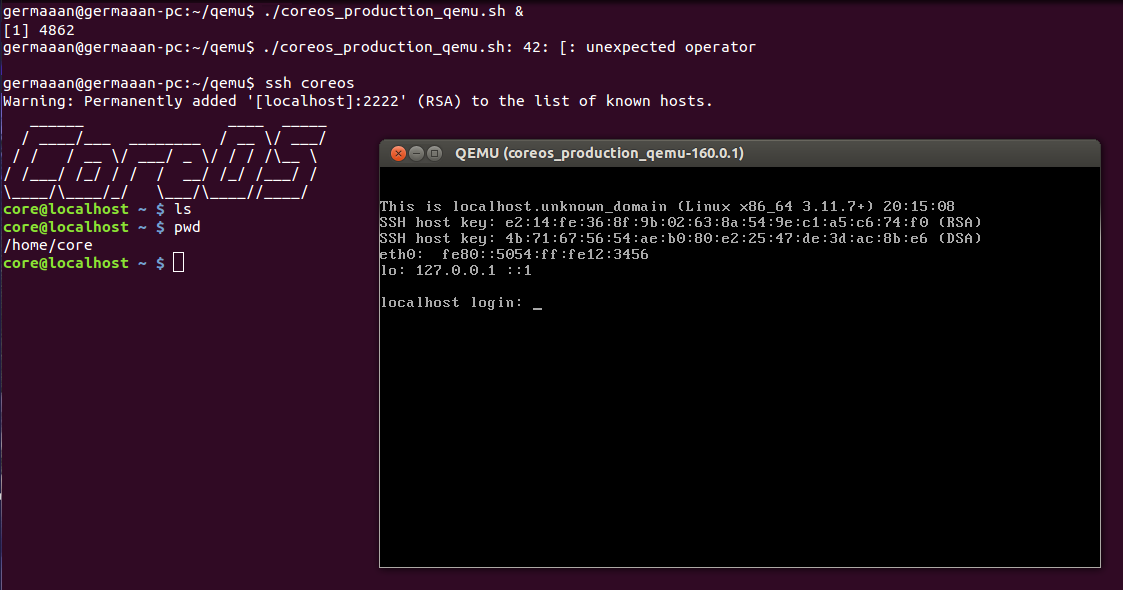 germaaan@germaaan-pc:~/qemu$ ./coreos_production_qemu.sh &
[1] 4862
germaaan@germaaan-pc:~/qemu$ ./coreos_production_qemu.sh: 42: [: unexpected operator
germaaan@germaaan-pc:~/qemu$ ssh coreos
Warning: Permanently added '[localhost]:2222' (RSA) to the list of known hosts.
CoreOS
core@localhost ~ $ ls
core@localhost ~ $ pwd
/home/core
core@localhost ~ $
QEMU (coreos_production_qemu-160.0.1)
This is localhost.unknown_domain (Linux x86_64 3.11.7+) 20:15:08
SSH host key: e2:14:fe:36:8f:9b:02:63:8a:54:9e:c1:a5:c6:74:f0 (RSA)
SSH host key: 4b:71:67:56:54:ae:b0:80:e2:25:47:de:3d:ac:8b:e6 (DSA)
eth0:  fe80::5054:ff:fe12:3456
lo: 127.0.0.1 ::1
localhost login: _